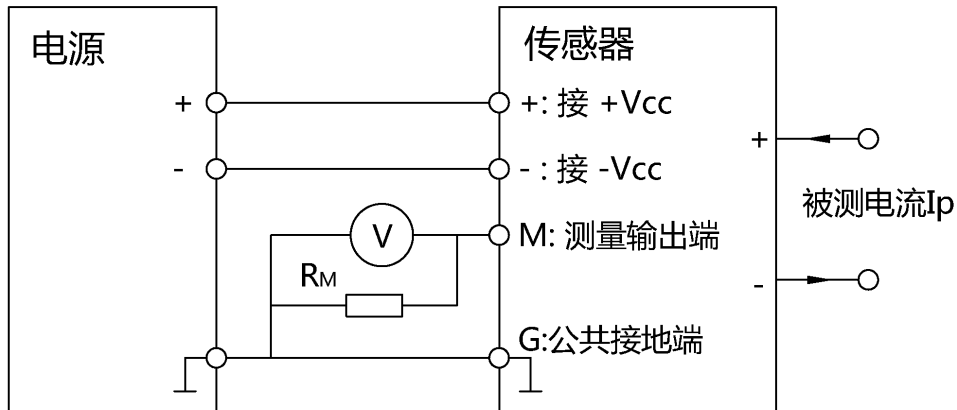 电源
传感器
+
+: 接 +Vcc
-
- : 接 -Vcc
+
被测电流Ip
-
V
M: 测量输出端
RM
G:公共接地端